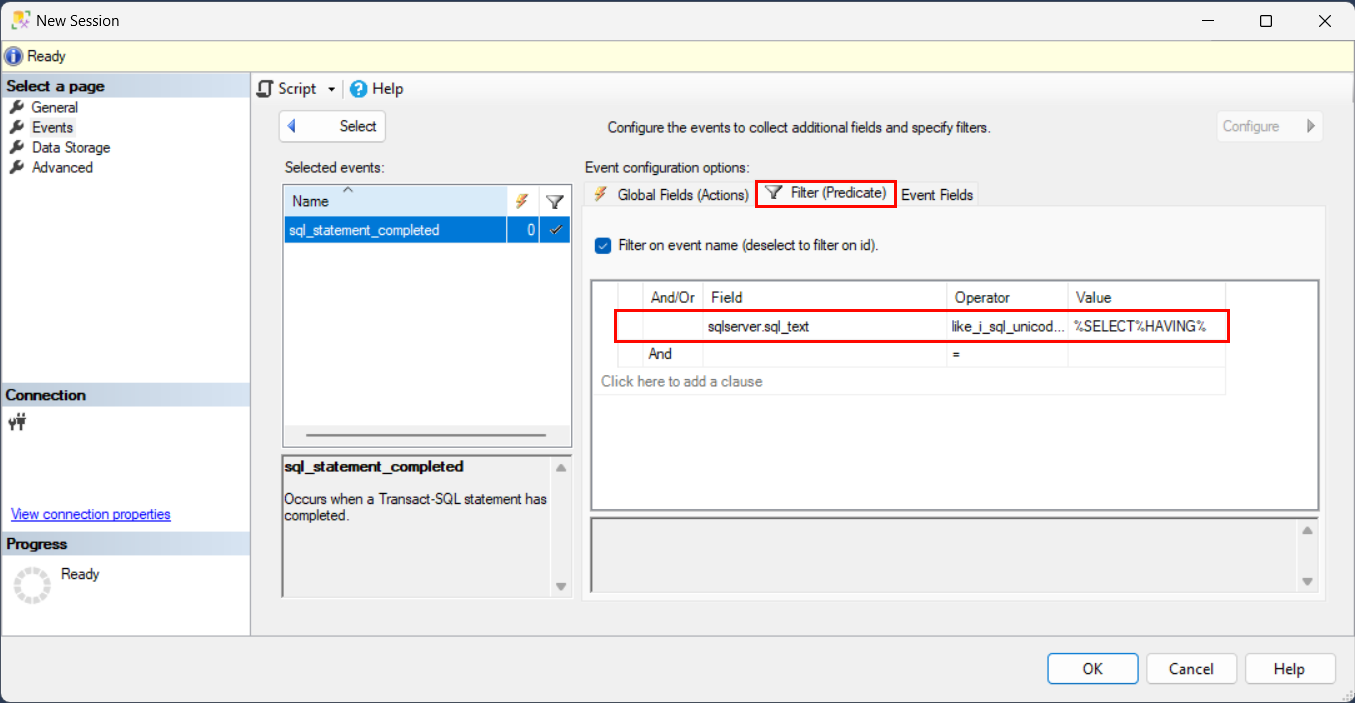 New Session
Ready
Select a page
General
Events
Data Storage
Advanced
Connection
View connection properties
Progress
Ready
Script
Help
Select
Configure the events to collect additional fields and specify filters.
Configure
Selected events:
Name
sql_statement_completed 0
sql_statement_completed
Occurs when a Transact-SQL statement has
completed.
Event configuration options:
Global Fields (Actions) Filter (Predicate) Event Fields
Filter on event name (deselect to filter on id).
And/Or Field Operator Value
sqlserver.sql_text like_i_sql_unicod... %SELECT%HAVING%
And =
Click here to add a clause
OK Cancel Help